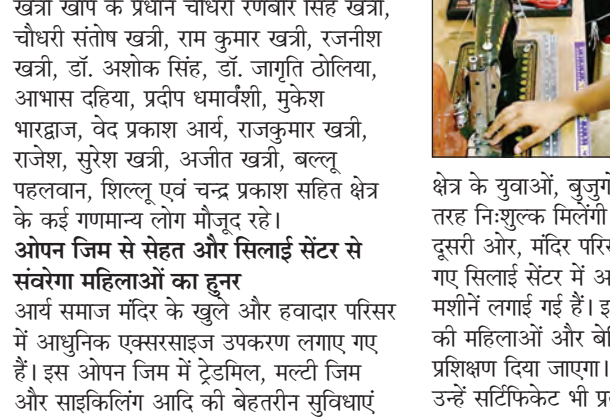 खत्री खाप के प्रधान चौधरी रणबीर सिंह खत्री,
चौधरी संतोष खत्री, राम कुमार खत्री, रजनीश
खत्री, डॉ. अशोक सिंह, डॉ. जागृति ठोलिया,
आभास दहिया, प्रदीप धमार्वंशी, मुकेश
भारद्वाज, वेद प्रकाश आर्य, राजकुमार खत्री,
राजेश, सुरेश खत्री, अजीत खत्री, बल्लू
पहलवान, शिल्लू एवं चन्द्र प्रकाश सहित क्षेत्र
के कई गणमान्य लोग मौजूद रहे।
ओपन जिम से सेहत और सिलाई सेंटर से
संवरेगा महिलाओं का हुनर
आर्य समाज मंदिर के खुले और हवादार परिसर
में आधुनिक एक्सरसाइज उपकरण लगाए गए
हैं। इस ओपन जिम में ट्रेडमिल, मल्टी जिम
और साइकिलिंग आदि की बेहतरीन सुविधाएं
क्षेत्र के युवाओं,
तरह निःशुल्क मिलेंगी
दूसरी ओर, मंदिर
गए सिलाई सेंटर में
मशीनें लगाई गई हैं।
की महिलाओं और
प्रशिक्षण दिया जाएगा।
उन्हें सर्टिफिकेट भी